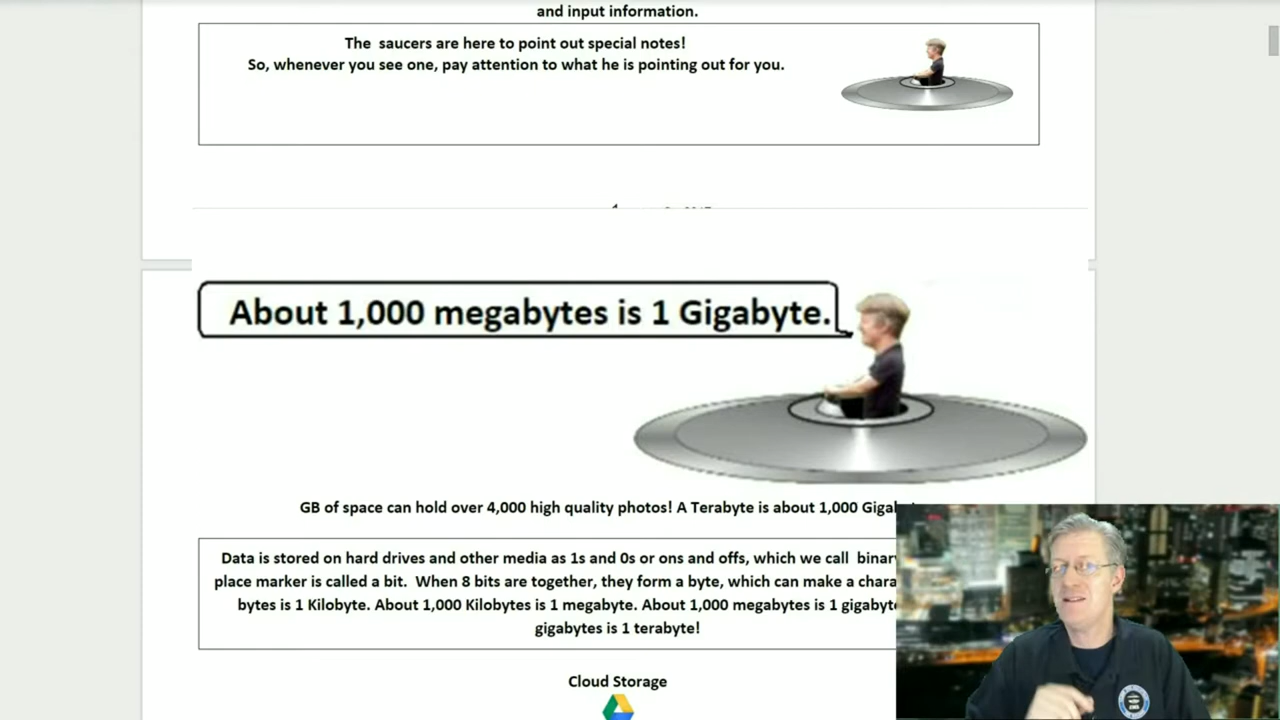 and input information.
The saucers are here to point out special notes!
So, whenever you see one, pay attention to what he is pointing out for you.
About 1,000 megabytes is 1 Gigabyte.
GB of space can hold over 4,000 high quality photos! A Terabyte is about 1,000
Data is stored on hard drives and other media as 1s and 0s or ons and offs, which we call
place marker is called a bit. When 8 bits are together, they form a byte, which can make a
bytes is 1 Kilobyte. About 1,000 Kilobytes is 1 megabyte. About 1,000 megabytes is 1
gigabytes is 1 terabyte!
Cloud Storage